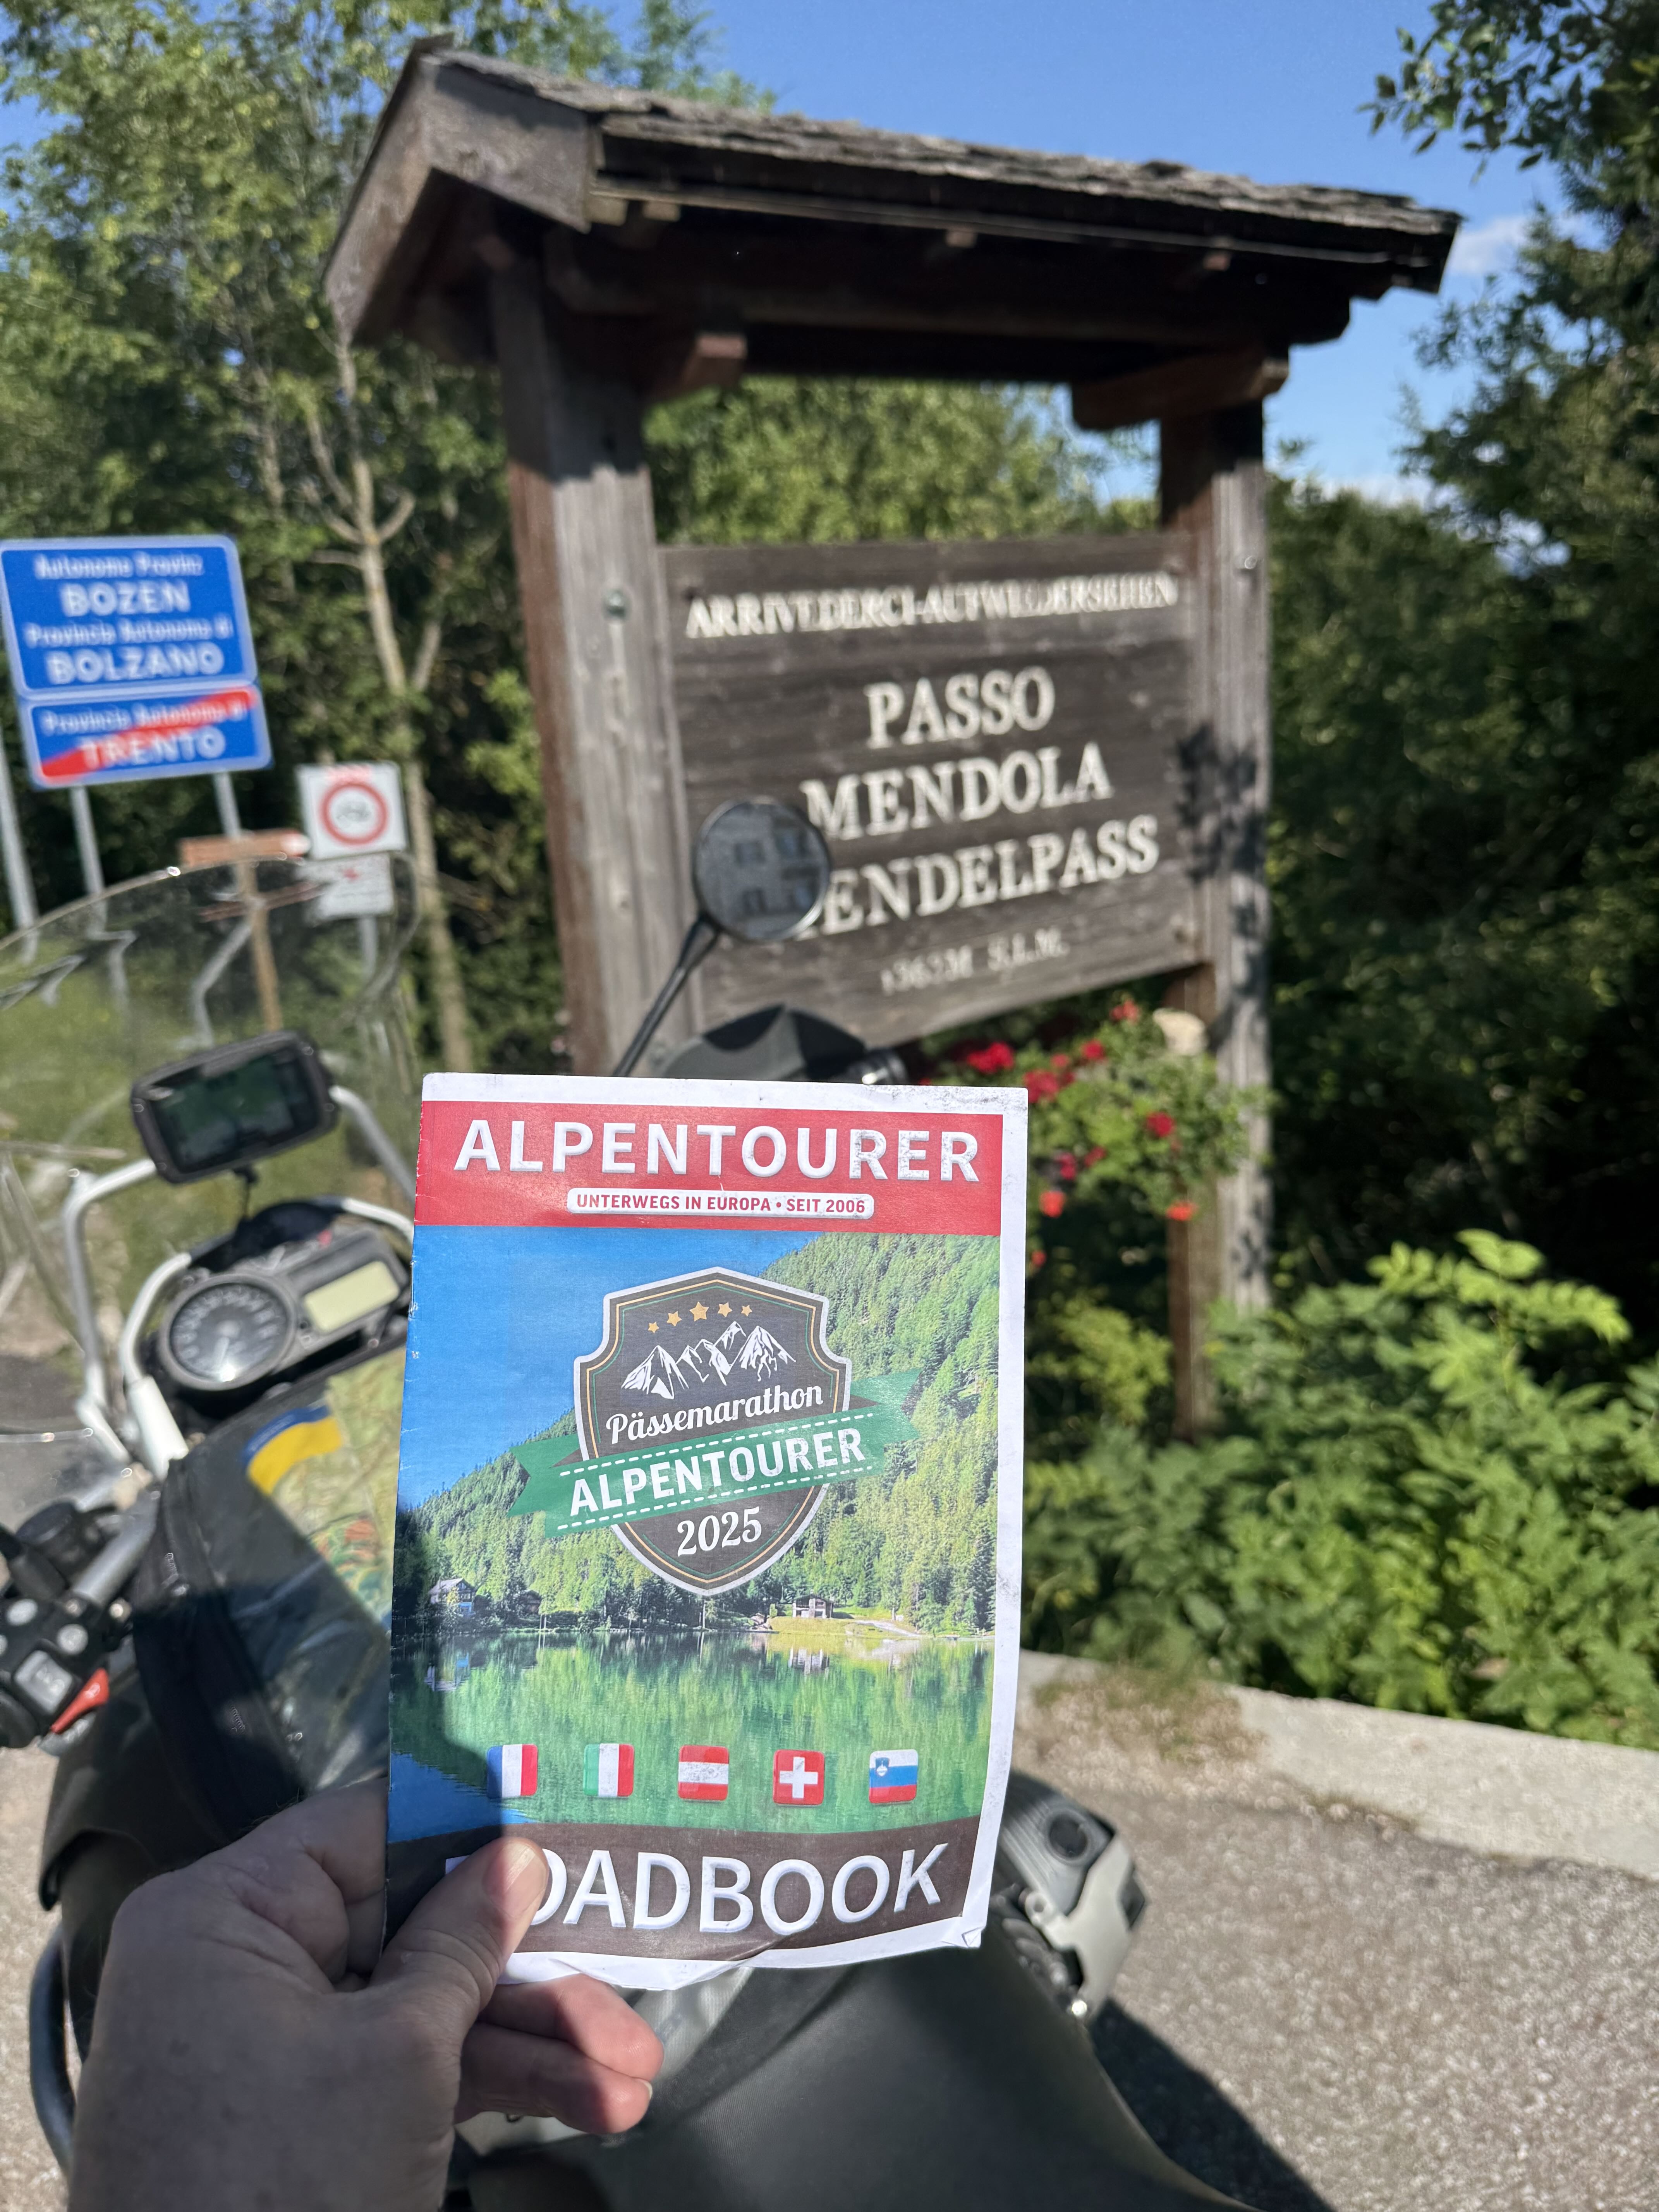 Autonome Provinz
BOZEN
Provincia Autonoma di
BOLZANO
Provincia Autonoma di
TRENTO
ARRIVEDERCI-AUFWIEDERSEHEN
PASSO
MENDOLA
ENDELPASS
S.L.M.
ALPENTOURER
UNTERWEGS IN EUROPA • SEIT 2006
Pässemarathon
ALPENTOURER
2025
OADBOOK